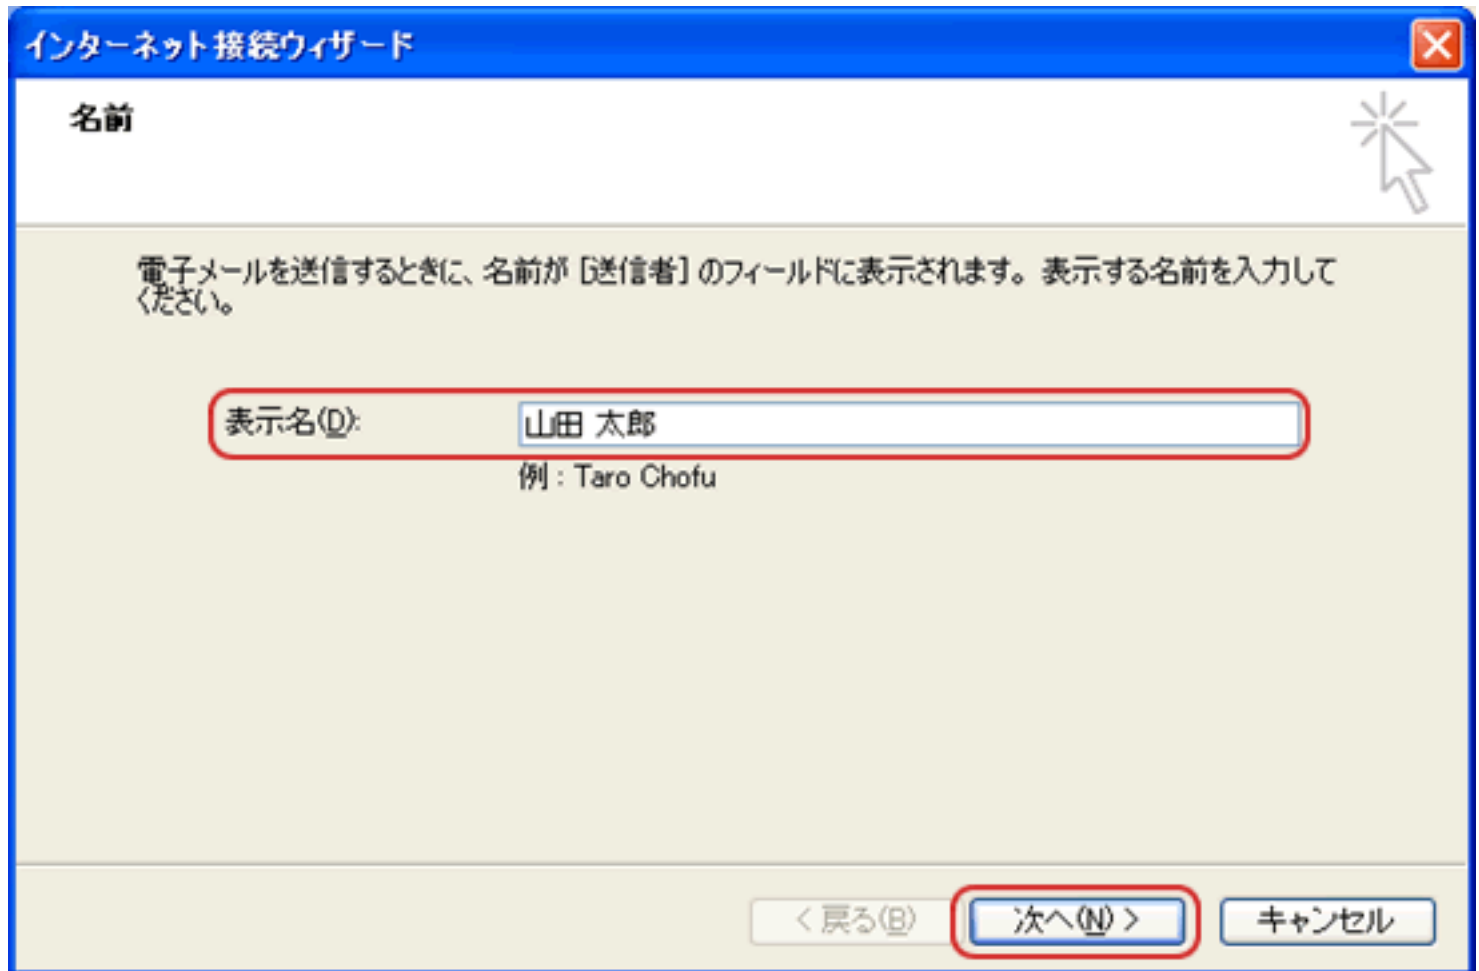 インターネット接続ウィザード
名前
電子メールを送信するときに、名前が [送信者] のフィールドに表示されます。表示する名前を入力して
ください。
表示名(D): 山田 太郎
例 : Taro Chofu
< 戻る(B) 次へ(N) > キャンセル